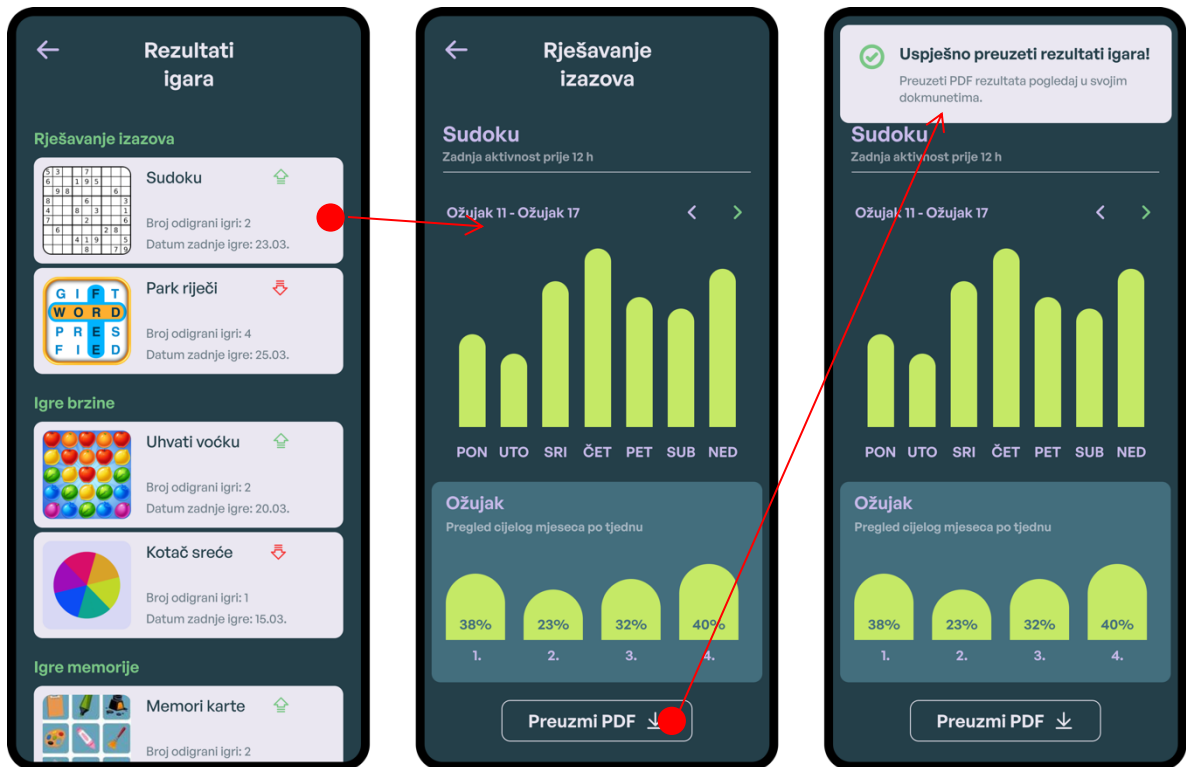 Rezultati
igara
Rješavanje izazova
Sudoku
Broj odigrani igri: 2
Datum zadnje igre: 23.03.
Park riječi
Broj odigrani igri: 4
Datum zadnje igre: 25.03.
G I F T
W O R D
P R E S
F I E D
Igre brzine
Uhvati voćku
Broj odigrani igri: 2
Datum zadnje igre: 20.03.
Kotač sreće
Broj odigrani igri: 1
Datum zadnje igre: 15.03.
Igre memorije
Memori karte
Broj odigrani igri: 2
Rješavanje
izazova
Sudoku
Zadnja aktivnost prije 12 h
Ožujak 11 - Ožujak 17
PON UTO SRI ČET PET SUB NED
Ožujak
Pregled cijelog mjeseca po tjednu
38% 23% 32% 40%
1. 2. 3. 4.
Preuzmi PDF
Uspješno preuzeti rezultati igara!
Preuzeti PDF rezultata pogledaj u svojim
dokmunetima.
Sudoku
Zadnja aktivnost prije 12 h
Ožujak 11 - Ožujak 17
PON UTO SRI ČET PET SUB NED
Ožujak
Pregled cijelog mjeseca po tjednu
38% 23% 32% 40%
1. 2. 3. 4.
Preuzmi PDF